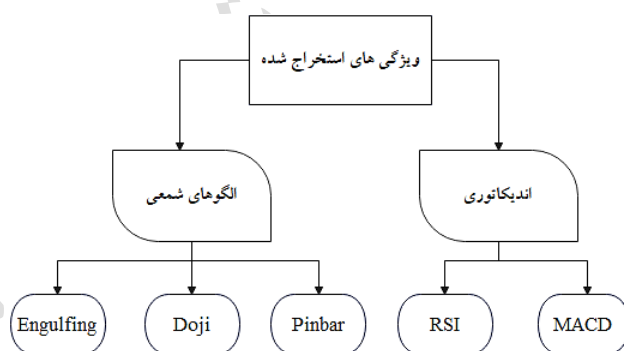 ویژگی های استخراج شده
الگوهای شمعی
اندیکاتوری
Engulfing
Doji
Pinbar
RSI
MACD